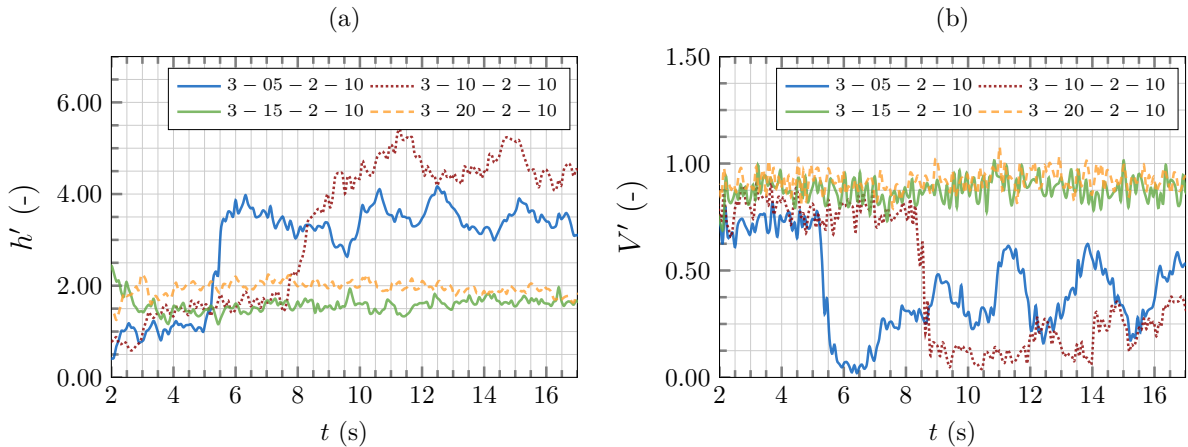 (a)
3 − 05 − 2 − 10 3 − 10 − 2 − 10
3 − 15 − 2 − 10 3 − 20 − 2 − 10
h′ (-)
6.00
4.00
2.00
0.00
2 4 6 8 10 12 14 16
t (s)
(b)
3 − 05 − 2 − 10 3 − 10 − 2 − 10
3 − 15 − 2 − 10 3 − 20 − 2 − 10
V′ (-)
1.50
1.00
0.50
0.00
2 4 6 8 10 12 14 16
t (s)